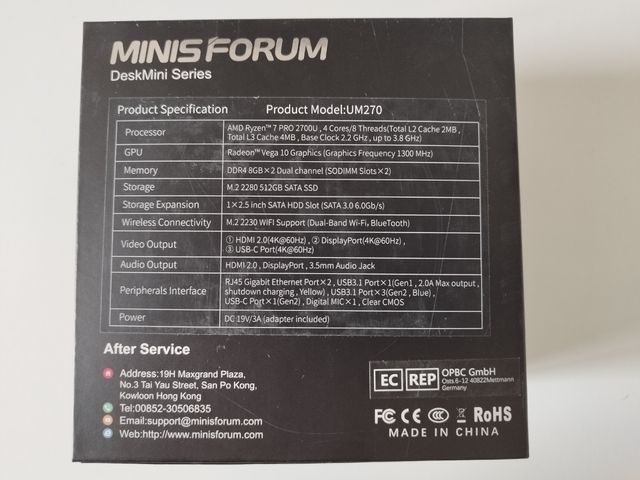 MINISFORUM
DeskMini Series
Product Specification Product Model:UM270
Processor AMD Ryzen™ 7 PRO 2700U , 4 Cores/8 Threads(Total L2 Cache 2MB , Total L3 Cache 4MB , Base Clock 2.2 GHz , up to 3.8 GHz)
GPU Radeon™ Vega 10 Graphics (Graphics Frequency 1300 MHz)
Memory DDR4 8GB×2 Dual channel (SODIMM Slots×2)
Storage M.2 2280 512GB SATA SSD
Storage Expansion 1×2.5 inch SATA HDD Slot (SATA 3.0 6.0Gb/s)
Wireless Connectivity M.2 2230 WIFI Support (Dual-Band Wi-Fi，BlueTooth)
Video Output ① HDMI 2.0(4K@60Hz) , ② DisplayPort(4K@60Hz) ,
③ USB-C Port(4K@60Hz)
Audio Output HDMI 2.0 , DisplayPort , 3.5mm Audio Jack
Peripherals Interface RJ45 Gigabit Ethernet Port×2 , USB3.1 Port×1(Gen1 , 2.0A Max output ,
shutdown charging , Yellow) , USB3.1 Port×3(Gen2 , Blue) ,
USB-C Port×1(Gen2) , Digital MIC×1 , Clear CMOS
Power DC 19V/3A (adapter included)
After Service
Address:19H Maxgrand Plaza,
No.3 Tai Yau Street, San Po Kong,
Kowloon Hong Kong
Tel:00852-30506835
Email:support@minisforum.com
Web:http://www.minisforum.com
EC REP OPBC GmbH
Osts.6-12 40822Mettmann
Germany
FC CE CCC RoHS
MADE IN CHINA